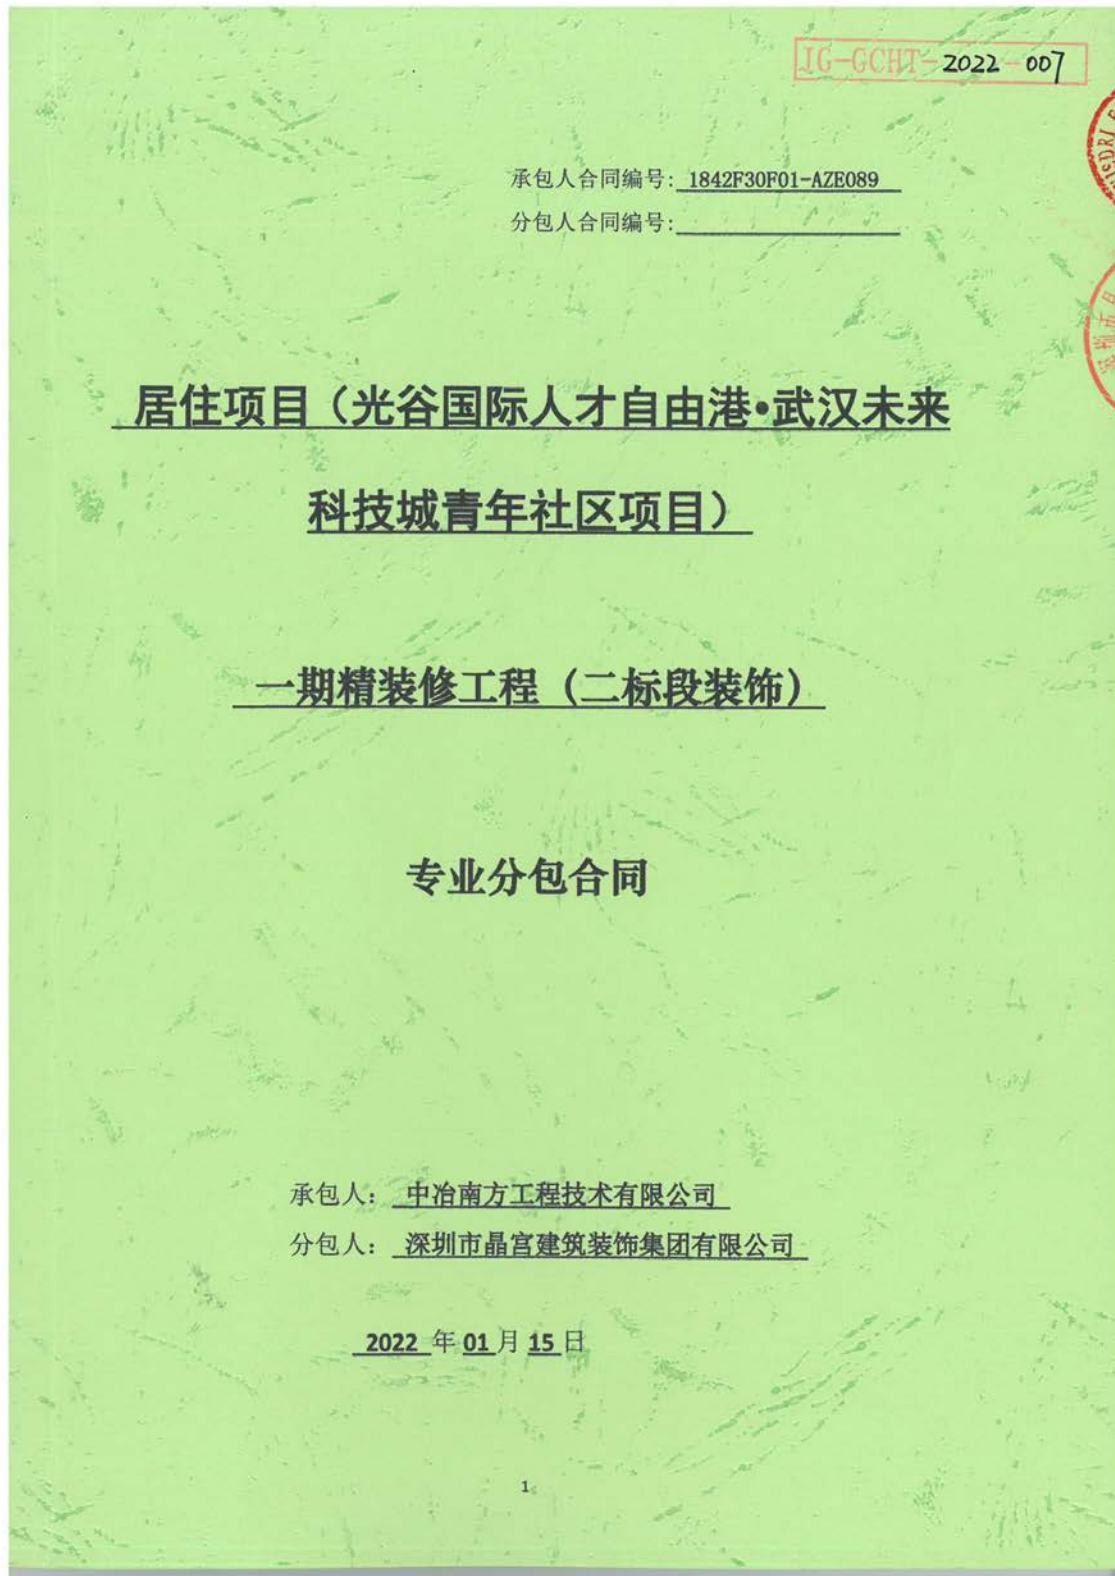 JG-GCHT-2022-007
承包人合同编号: 1842F30F01-AZE089
分包人合同编号:
居住项目（光谷国际人才自由港•武汉未来
科技城青年社区项目）
一期精装修工程（二标段装饰）
专业分包合同
承包人： 中冶南方工程技术有限公司
分包人： 深圳市晶宫建筑装饰集团有限公司
2022 年 01 月 15 日
1